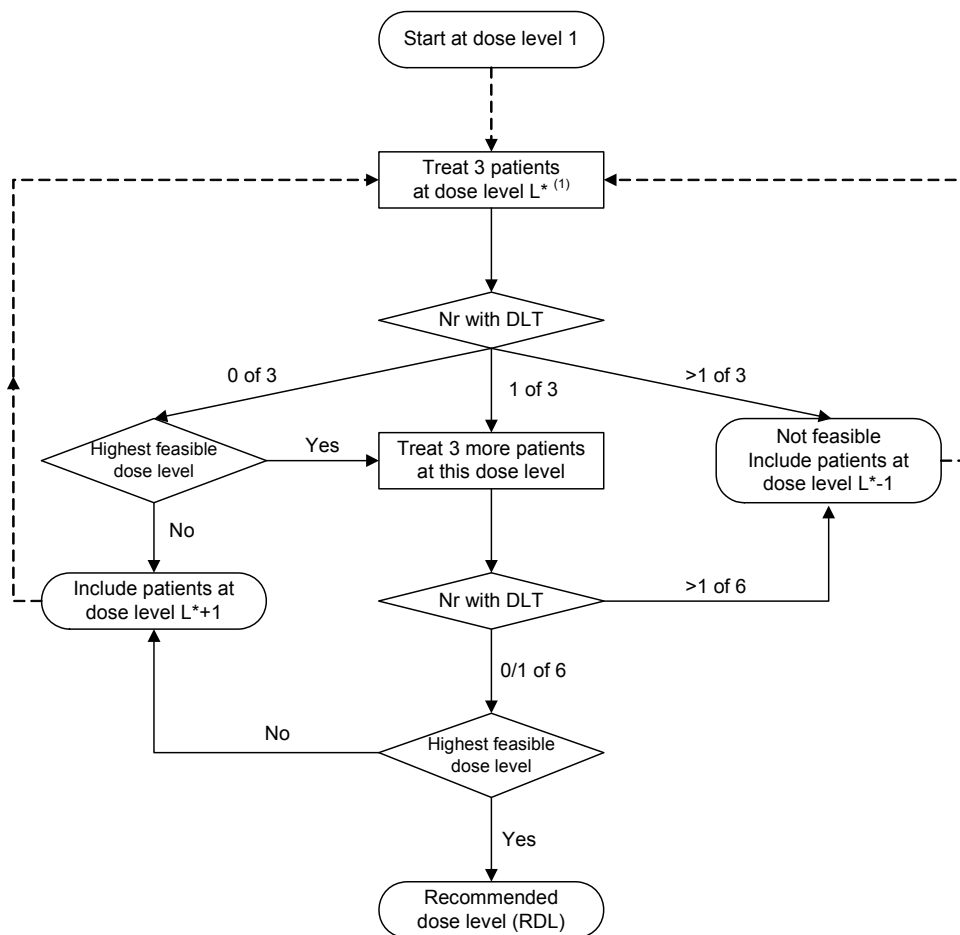 Start at dose level 1
Treat 3 patients
at dose level L* (1)
Nr with DLT
0 of 3
1 of 3
>1 of 3
Highest feasible
dose level
Yes
Treat 3 more patients
at this dose level
Not feasible
Include patients at
dose level L*-1
No
Include patients at
dose level L*+1
Nr with DLT
>1 of 6
0/1 of 6
No
Highest feasible
dose level
Yes
Recommended
dose level (RDL)